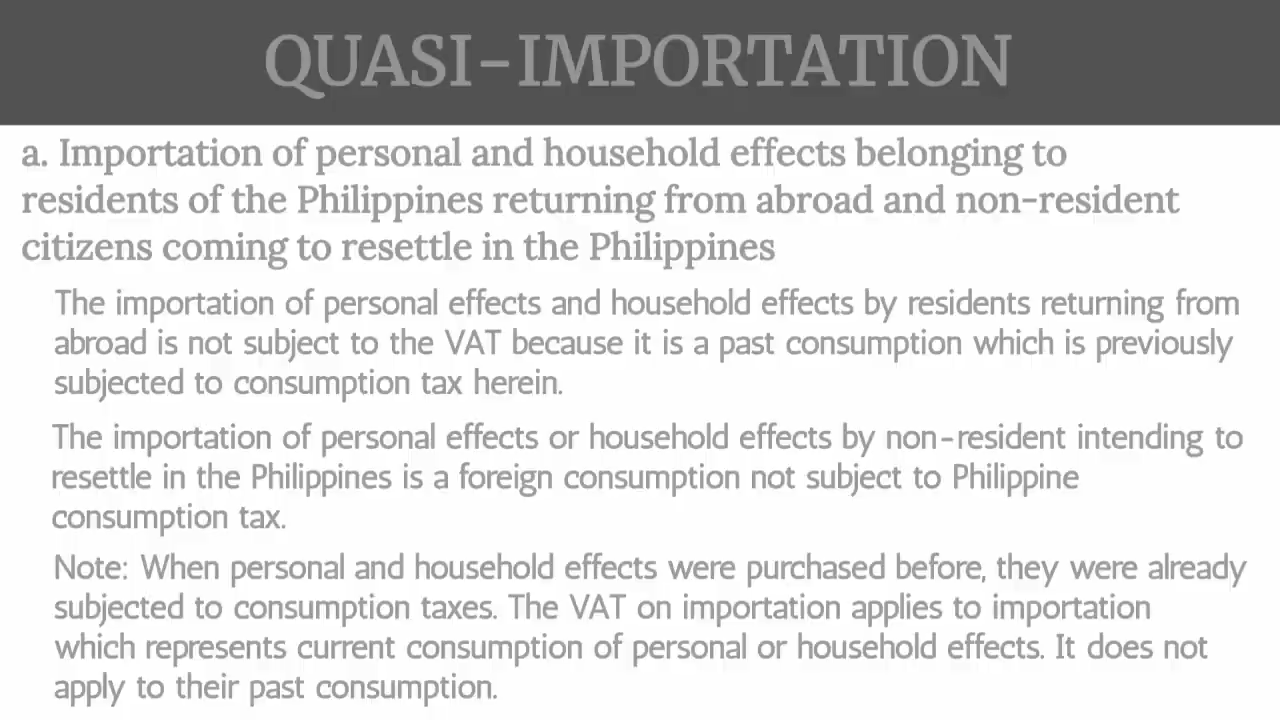 QUASI-IMPORTATION
a. Importation of personal and household effects belonging to
residents of the Philippines returning from abroad and non-resident
citizens coming to resettle in the Philippines
The importation of personal effects and household effects by residents returning from
abroad is not subject to the VAT because it is a past consumption which is previously
subjected to consumption tax herein.
The importation of personal effects or household effects by non-resident intending to
resettle in the Philippines is a foreign consumption not subject to Philippine
consumption tax.
Note: When personal and household effects were purchased before, they were already
subjected to consumption taxes. The VAT on importation applies to importation
which represents current consumption of personal or household effects. It does not
apply to their past consumption.